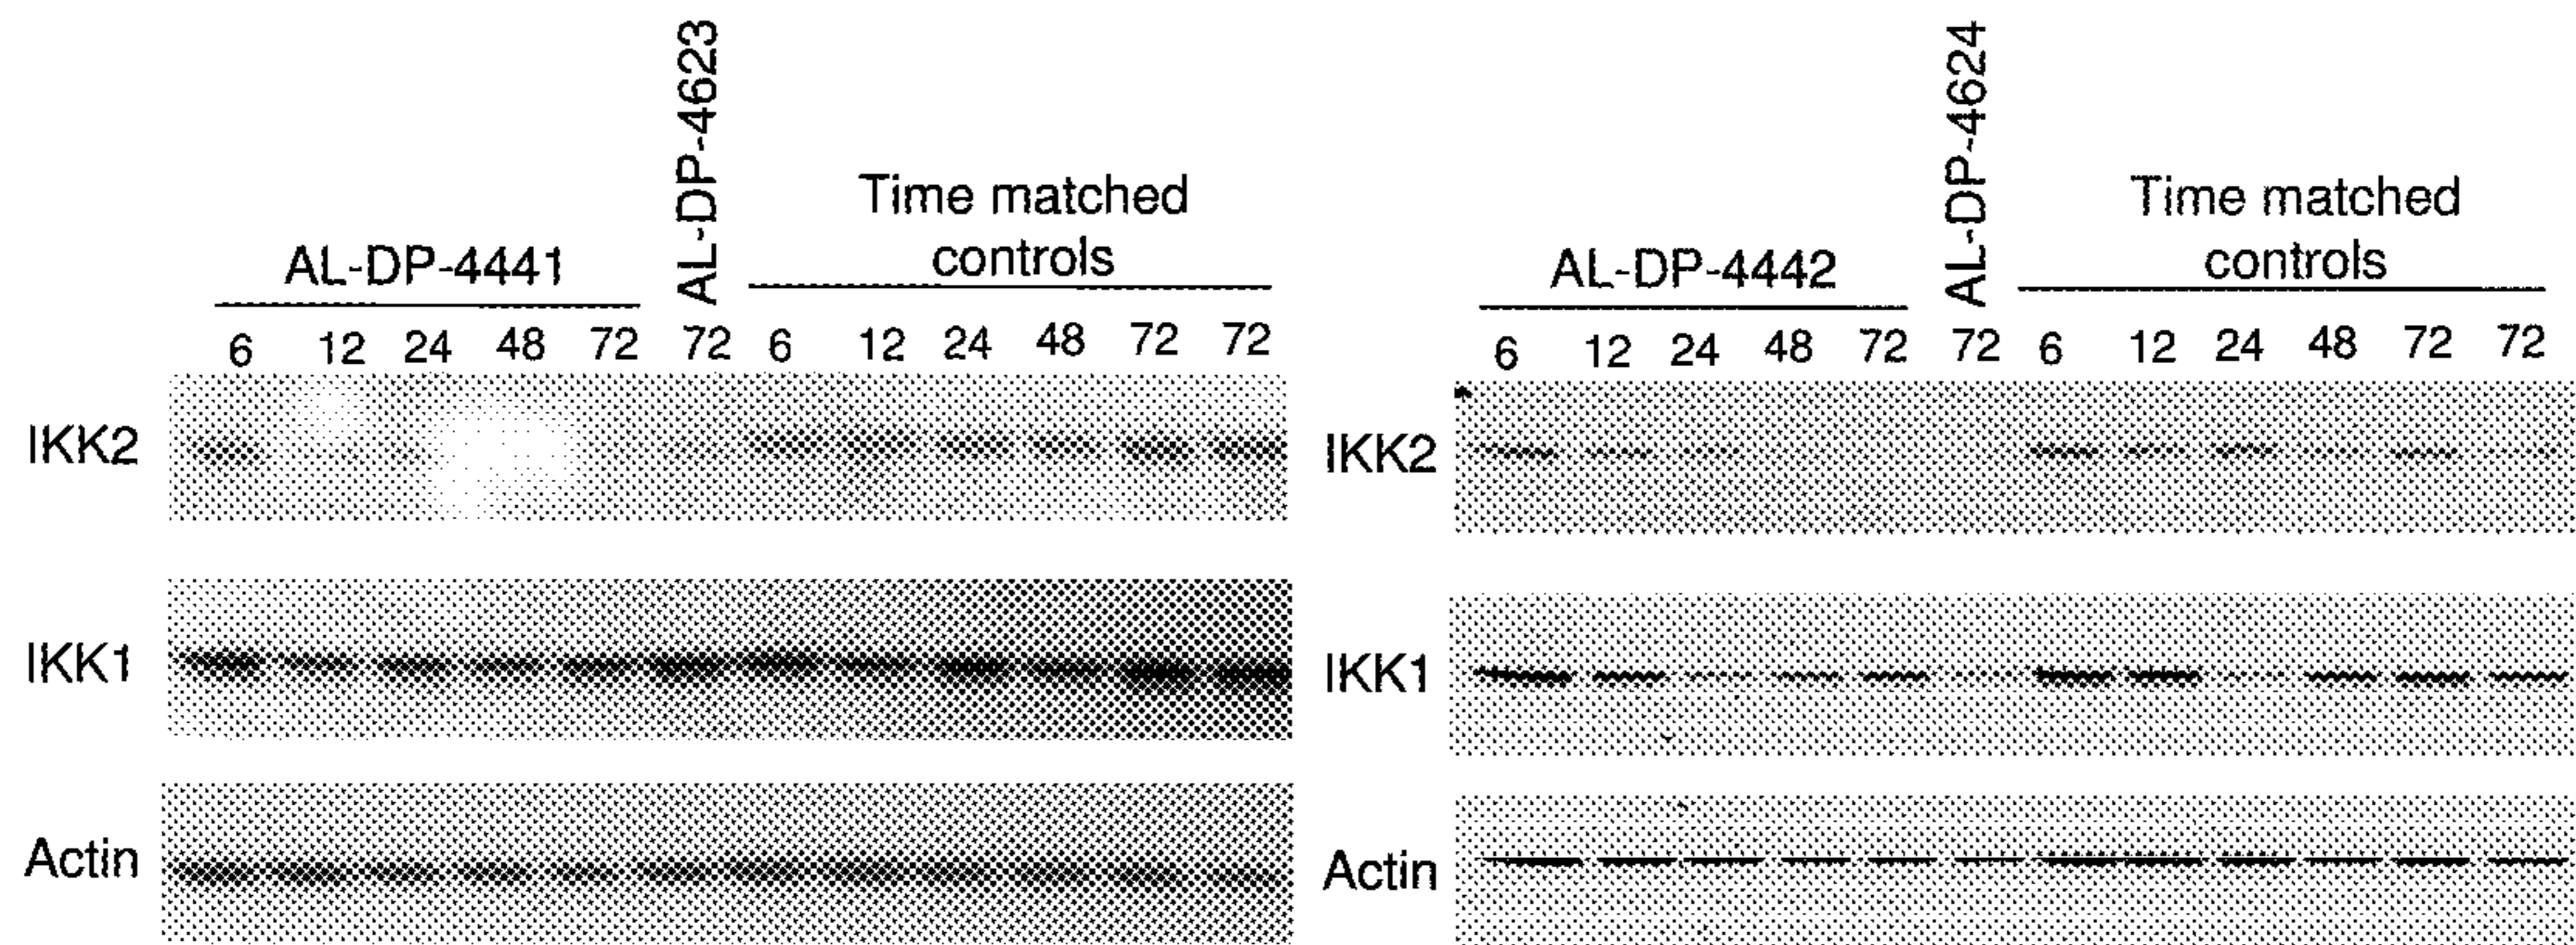 AL-DP-4623
Time matched
controls
AL-DP-4441
6 12 24 48 72 72 6 12 24 48 72 72
IKK2
IKK1
Actin
AL-DP-4624
Time matched
controls
AL-DP-4442
6 12 24 48 72 72 6 12 24 48 72 72
IKK2
IKK1
Actin